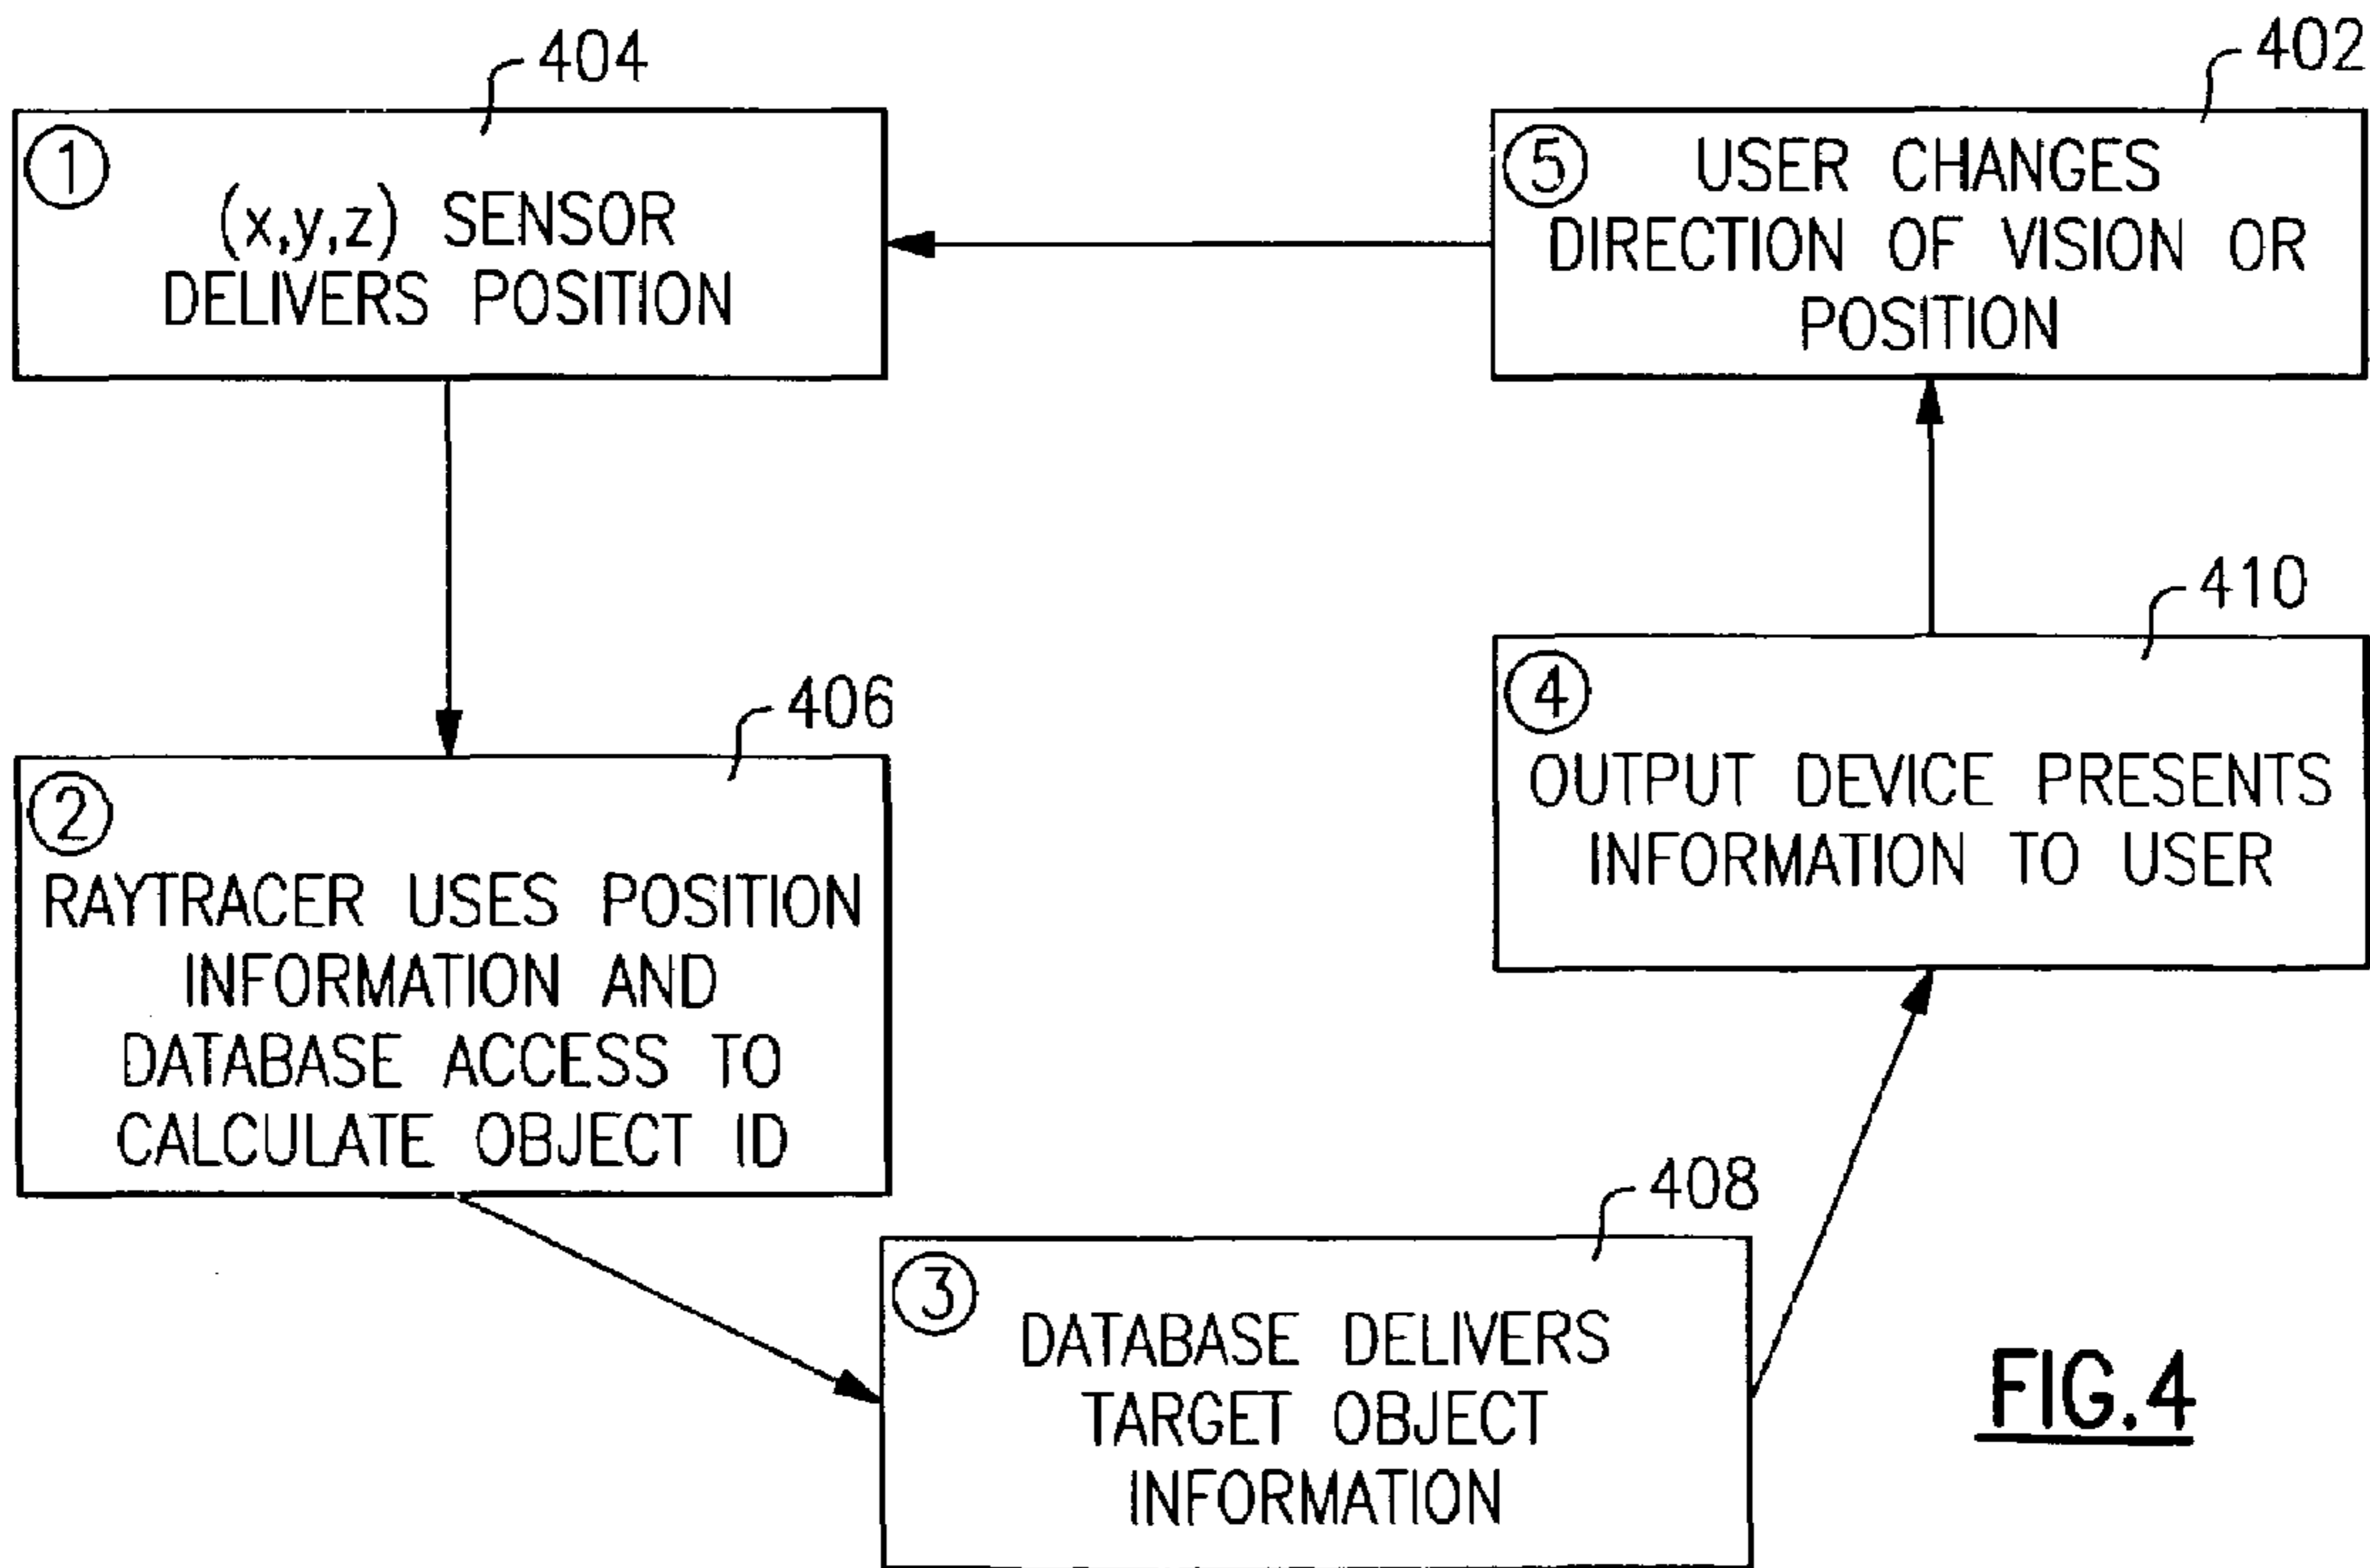 404
①
(x,y,z) SENSOR
DELIVERS POSITION
402
⑤
USER CHANGES
DIRECTION OF VISION OR
POSITION
406
②
RAYTRACER USES POSITION
INFORMATION AND
DATABASE ACCESS TO
CALCULATE OBJECT ID
410
④
OUTPUT DEVICE PRESENTS
INFORMATION TO USER
408
③
DATABASE DELIVERS
TARGET OBJECT
INFORMATION
FIG.4